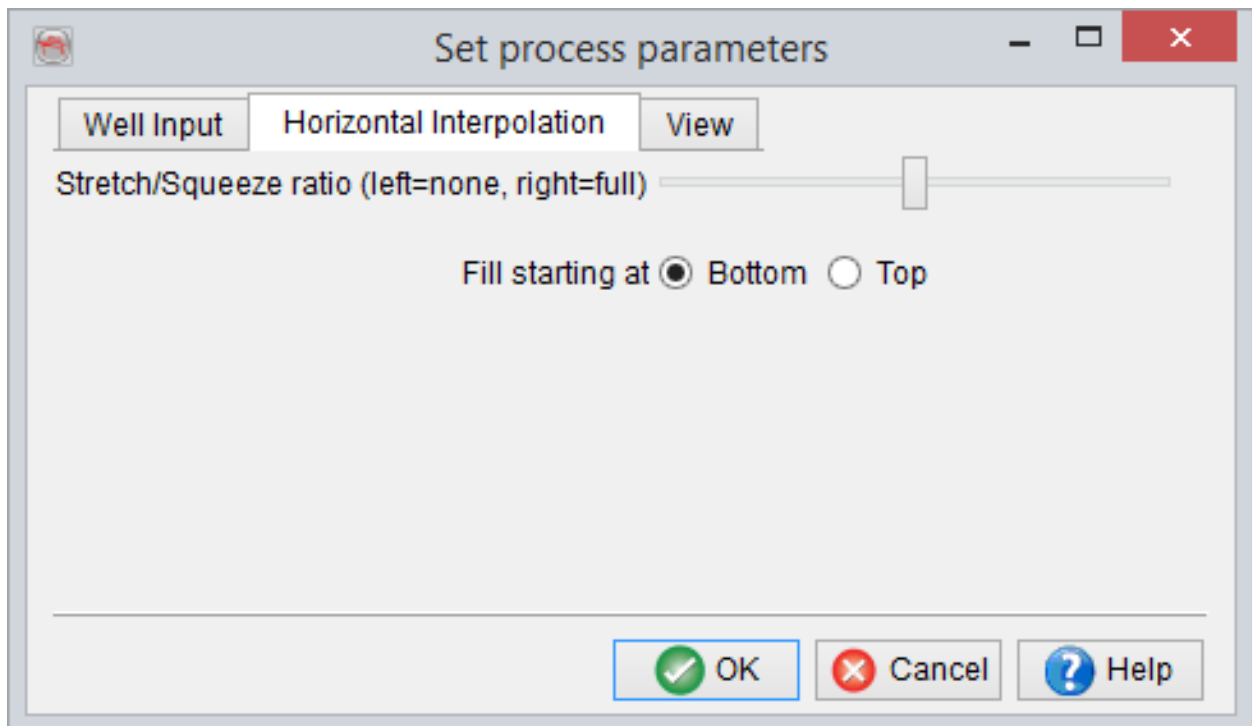 Set process parameters
Well Input Horizontal Interpolation View
Stretch/Squeeze ratio (left=none, right=full)
Fill starting at Bottom Top
OK Cancel Help